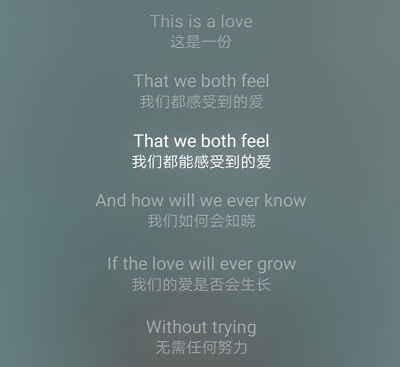 This is a love
这是一份
That we both feel
我们都感受到的爱
That we both feel
我们都能感受到的爱
And how will we ever know
我们如何会知晓
If the love will ever grow
我们的爱是否会生长
Without trying
无需任何努力